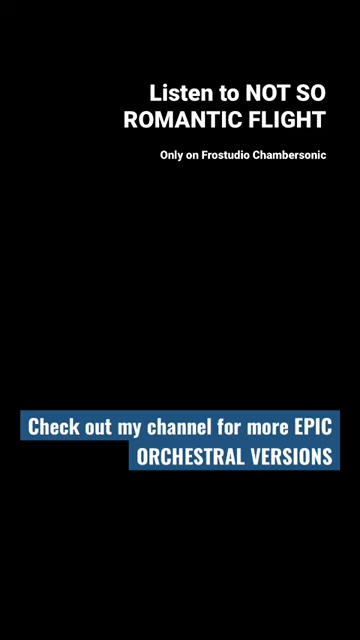 Listen to NOT SO
ROMANTIC FLIGHT
Only on Frostudio Chambersonic
Check out my channel for more EPIC
ORCHESTRAL VERSIONS